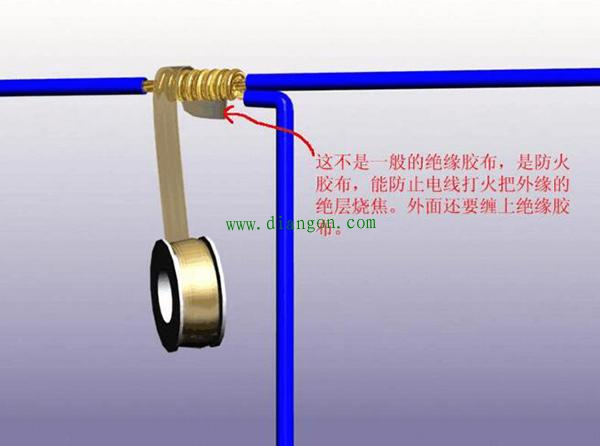 这不是一般的绝缘胶布，是防火
胶布，能防止电线打火把外缘的
绝层烧焦。外面还要缠上绝缘胶
布。
www.diangon.com